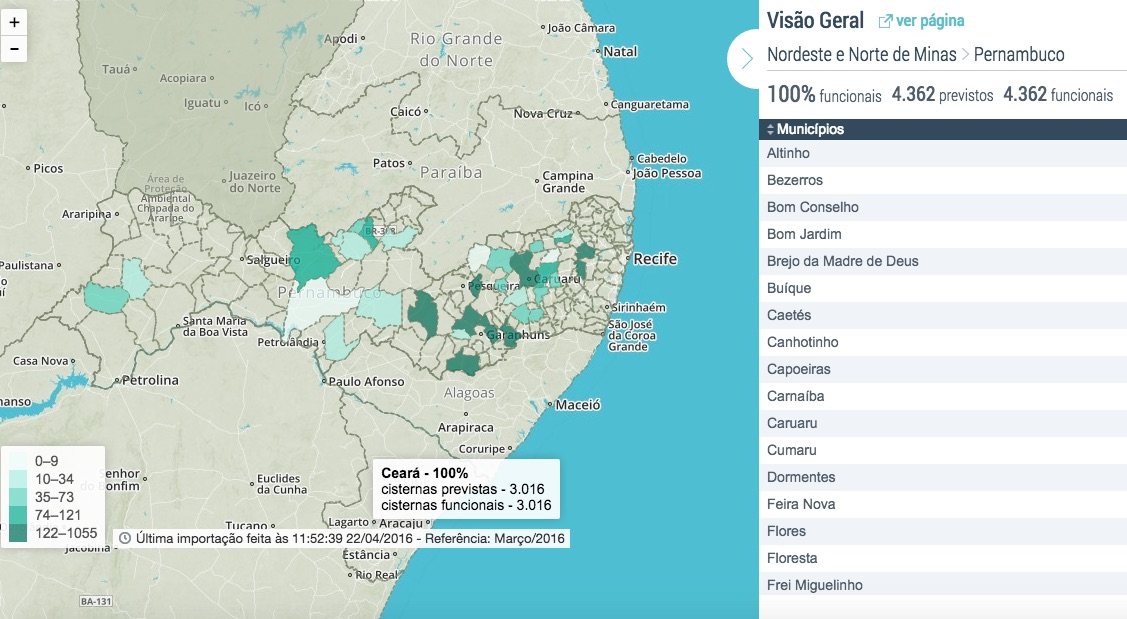 +
−
João Câmara
Apodi
Rio Grande
do Norte
Natal
Tauá
Acopiara
Iguatu
Icó
Canguaretama
Caicó
Nova Cruz
Picos
Patos
Cabedelo
João Pessoa
Paraíba
Campina
Grande
Área de
Proteção
Ambiental
Chapada do
Araripe
Juazeiro
do Norte
Araripina
Salgueiro
Recife
Paulistana
Pesqueira
Caruaru
Pernambuco
Sirinhaém
Santa Maria
da Boa Vista
São José
da Coroa
Grande
Petrolândia
Garanhuns
Casa Nova
Petrolina
Paulo Afonso
Alagoas
Maceió
Arapiraca
Coruripe
0–9
10–34
35–73
74–121
122–1055
Senhor
do Bonfim
Euclides
da Cunha
Ceará - 100%
cisternas previstas - 3.016
cisternas funcionais - 3.016
Tucano
Lagarto
Aracaju
Última importação feita às 11:52:39 22/04/2016 - Referência: Março/2016
Jacobina
Estância
Rio Real
BA-131
Visão Geral
ver página
Nordeste e Norte de Minas > Pernambuco
100% funcionais 4.362 previstos 4.362 funcionais
Municípios
Altinho
Bezerros
Bom Conselho
Bom Jardim
Brejo da Madre de Deus
Buíque
Caetés
Canhotinho
Capoeiras
Carnaíba
Caruaru
Cumaru
Dormentes
Feira Nova
Flores
Floresta
Frei Miguelinho